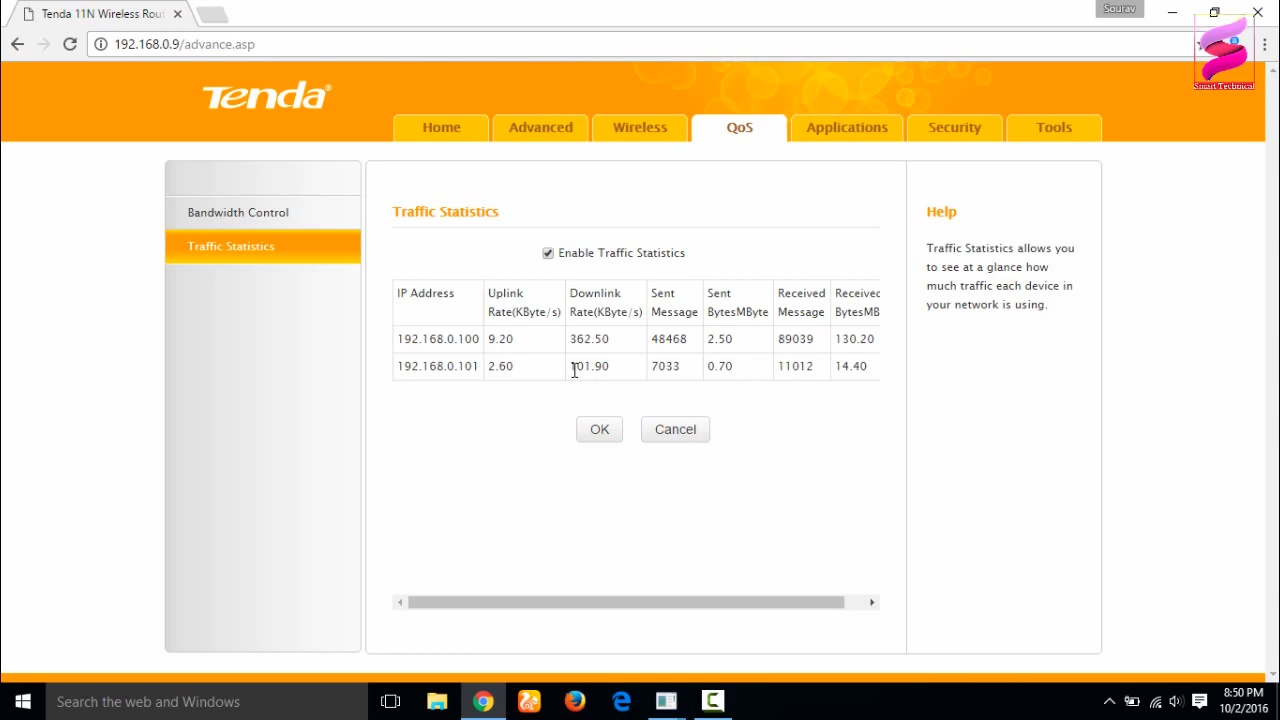 Tenda 11N Wireless Rou
Sourav
192.168.0.9/advance.asp
Smart Technical
Tenda
Home
Advanced
Wireless
QoS
Applications
Security
Tools
Bandwidth Control
Traffic Statistics
Traffic Statistics
Enable Traffic Statistics
IP Address Uplink Downlink Sent Sent Received Received
Rate(KByte/s) Rate(KByte/s) Message BytesMByte Message BytesMB
192.168.0.100 9.20 362.50 48468 2.50 89039 130.20
192.168.0.101 2.60 101.90 7033 0.70 11012 14.40
OK
Cancel
Help
Traffic Statistics allows you
to see at a glance how
much traffic each device in
your network is using.
Search the web and Windows
8:50 PM
10/2/2016